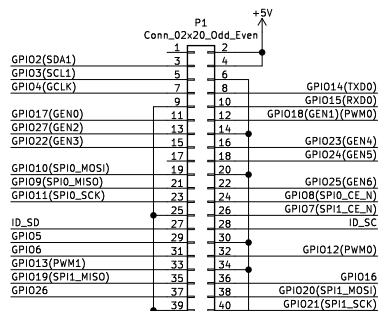 +5V
P1
Conn_02x20_Odd_Even
1 2
GPIO2(SDA1) 3 4
GPIO3(SCL1) 5 6
GPIO4(GCLK) 7 8 GPIO14(TXD0)
9 10 GPIO15(RXD0)
GPIO17(GEN0) 11 12 GPIO18(GEN1)(PWM0)
GPIO27(GEN2) 13 14
GPIO22(GEN3) 15 16 GPIO23(GEN4)
17 18 GPIO24(GEN5)
GPIO10(SPI0_MOSI) 19 20
GPIO9(SPI0_MISO) 21 22 GPIO25(GEN6)
GPIO11(SPI0_SCK) 23 24 GPIO8(SPI0_CE_N)
25 26 GPIO7(SPI1_CE_N)
ID_SD 27 28 ID_SC
GPIO5 29 30
GPIO6 31 32 GPIO12(PWM0)
GPIO13(PWM1) 33 34
GPIO19(SPI1_MISO) 35 36 GPIO16
GPIO26 37 38 GPIO20(SPI1_MOSI)
39 40 GPIO21(SPI1_SCK)